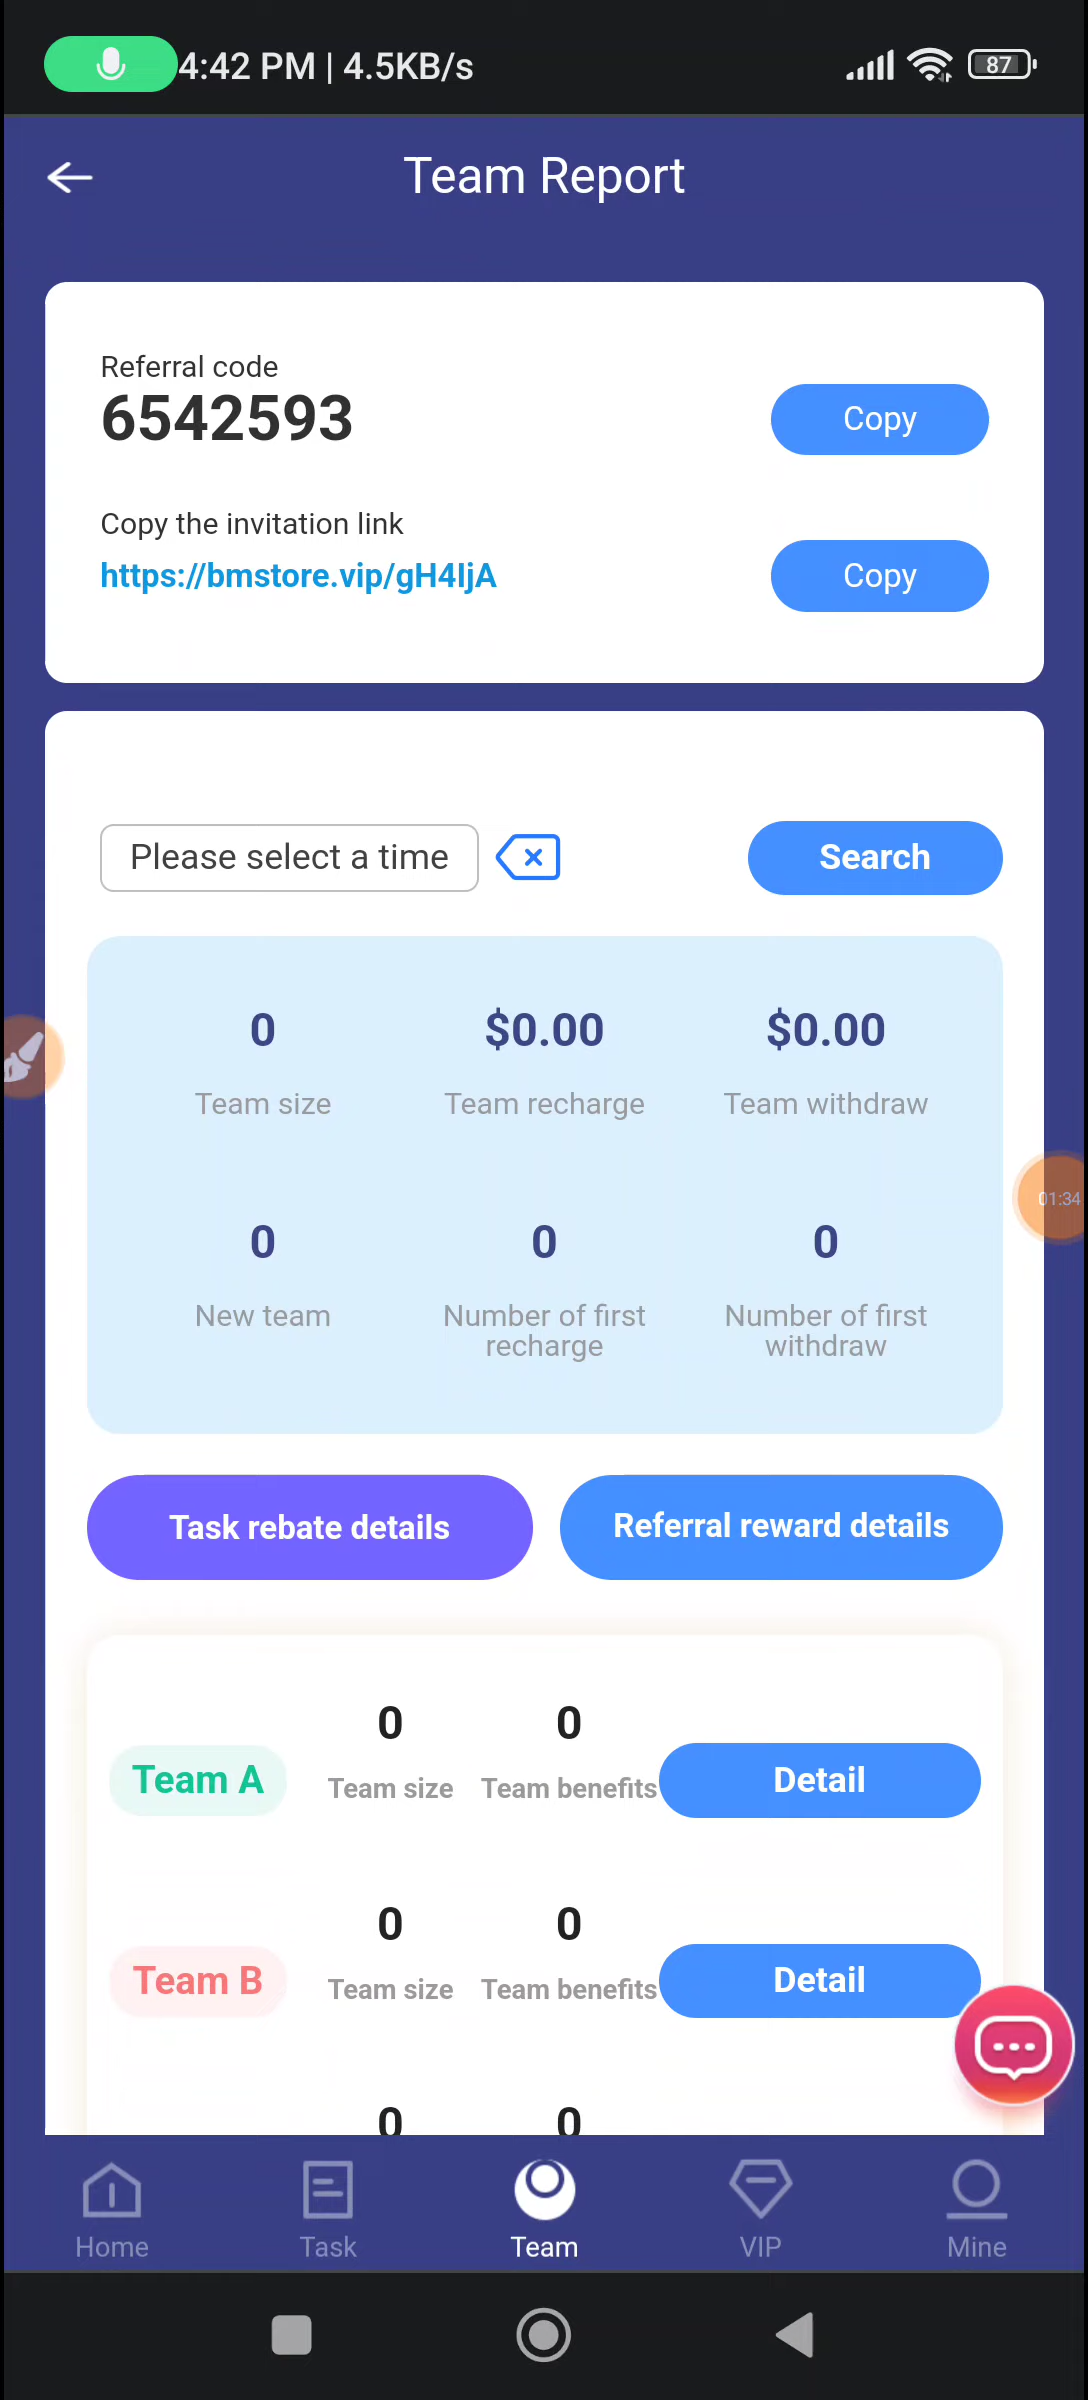 4:42 PM | 4.5KB/s
87
Team Report
Referral code
6542593
Copy
Copy the invitation link
https://bmstore.vip/gH4IjA
Copy
Please select a time
Search
0
$0.00
$0.00
Team size
Team recharge
Team withdraw
01:34
0
0
0
New team
Number of first
recharge
Number of first
withdraw
Task rebate details
Referral reward details
0
0
Team A
Team size
Team benefits
Detail
0
0
Team B
Team size
Team benefits
Detail
0
0
Home
Task
Team
VIP
Mine